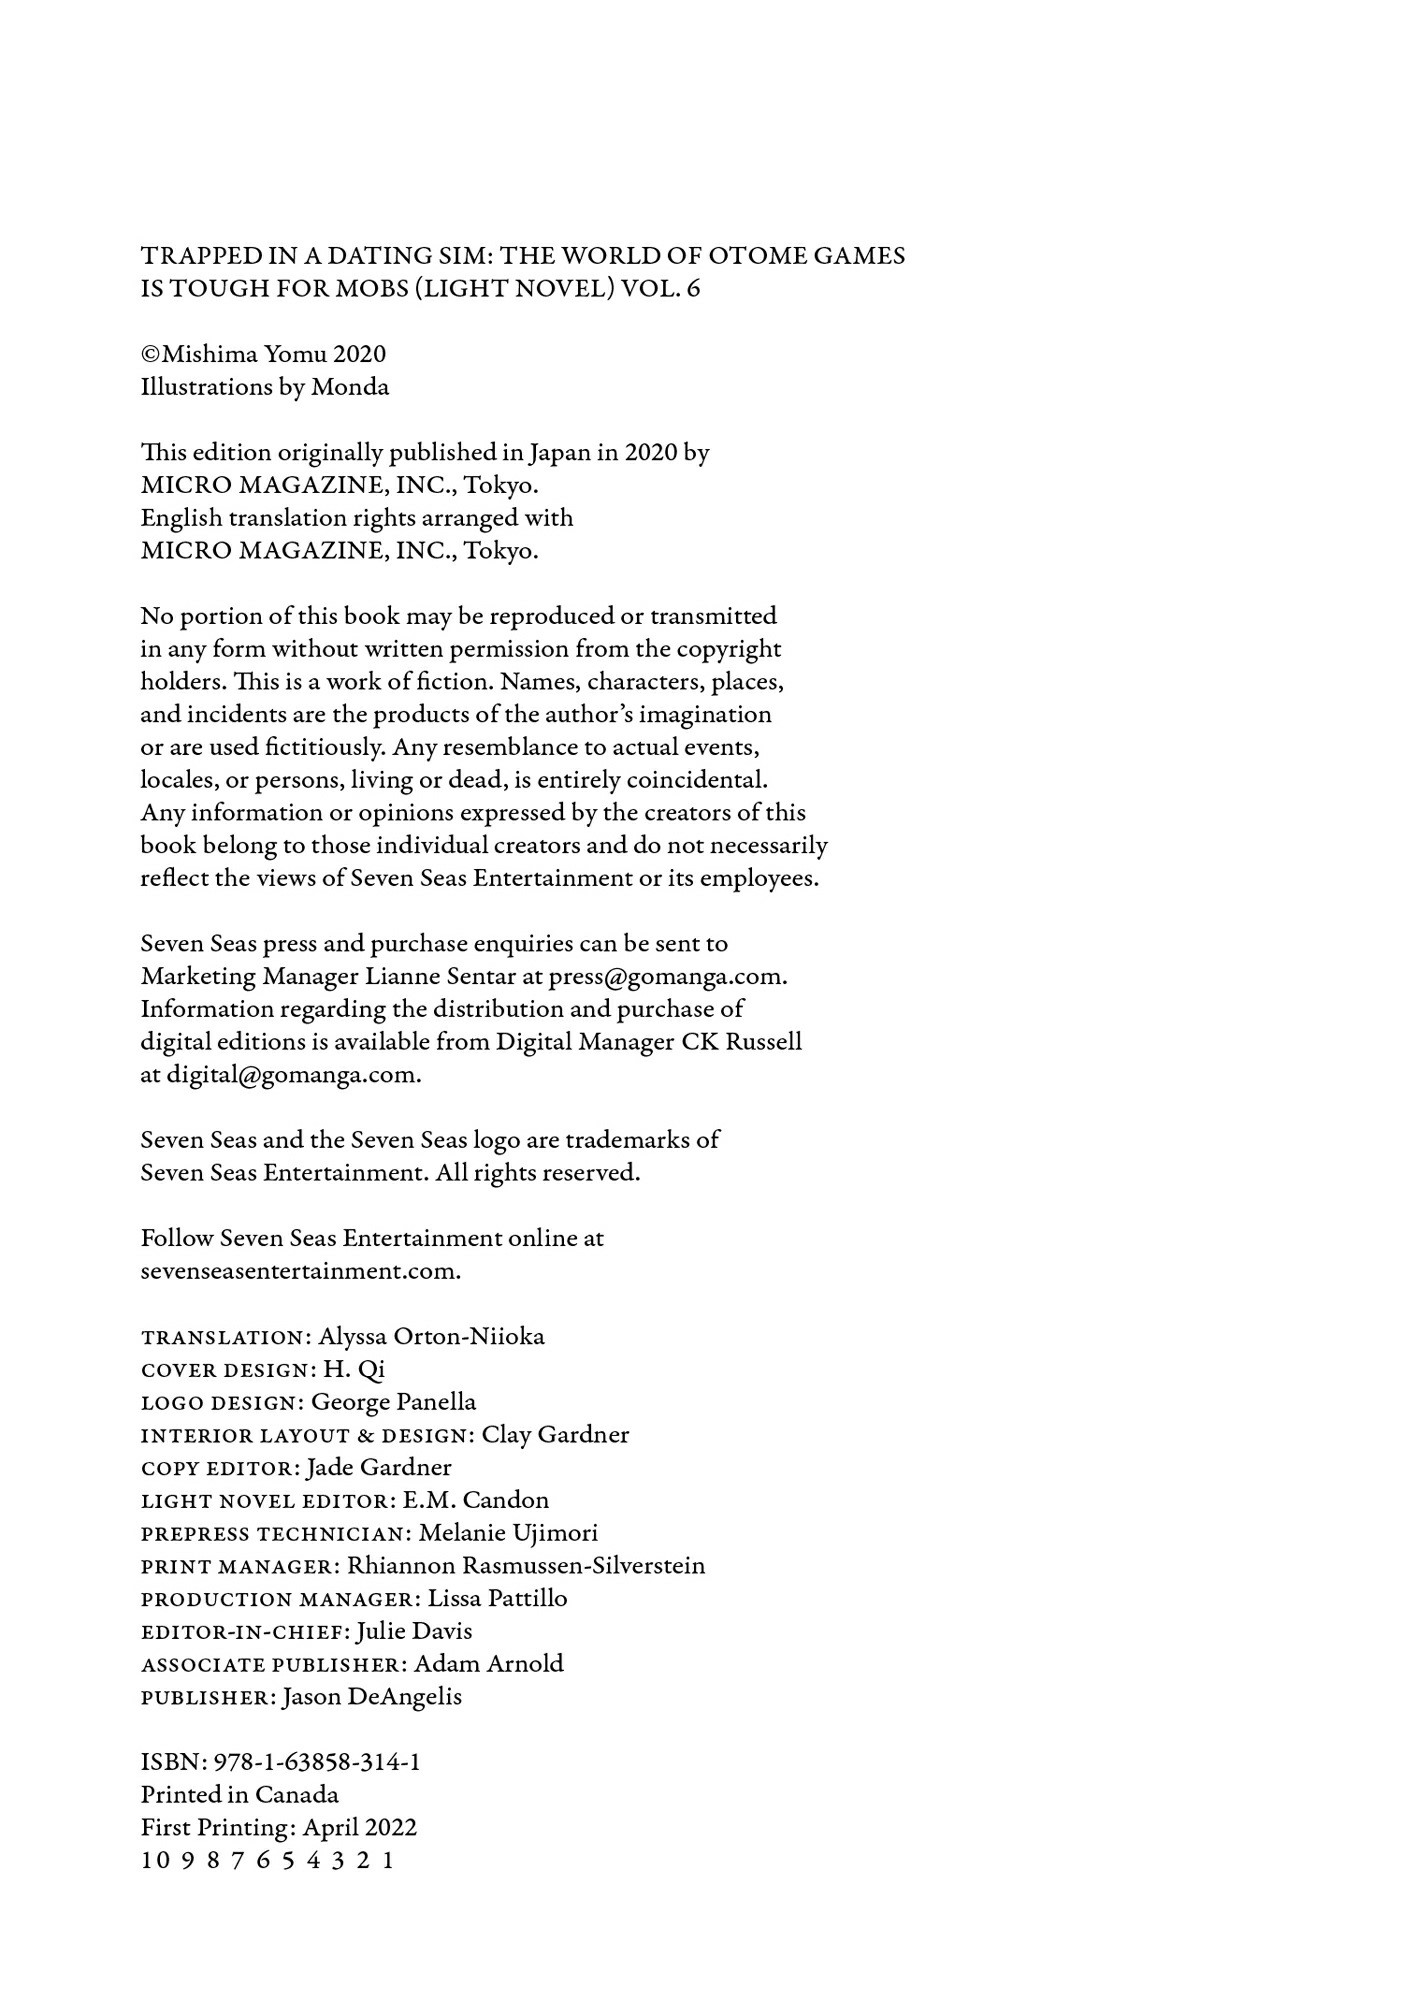 TRAPPED IN A DATING SIM: THE WORLD OF OTOME GAMES
IS TOUGH FOR MOBS (LIGHT NOVEL) VOL. 6
©Mishima Yomu 2020
Illustrations by Monda
This edition originally published in Japan in 2020 by
MICRO MAGAZINE, INC., Tokyo.
English translation rights arranged with
MICRO MAGAZINE, INC., Tokyo.
No portion of this book may be reproduced or transmitted
in any form without written permission from the copyright
holders. This is a work of fiction. Names, characters, places,
and incidents are the products of the author’s imagination
or are used fictitiously. Any resemblance to actual events,
locales, or persons, living or dead, is entirely coincidental.
Any information or opinions expressed by the creators of this
book belong to those individual creators and do not necessarily
reflect the views of Seven Seas Entertainment or its employees.
Seven Seas press and purchase enquiries can be sent to
Marketing Manager Lianne Sentar at press@gomanga.com.
Information regarding the distribution and purchase of
digital editions is available from Digital Manager CK Russell
at digital@gomanga.com.
Seven Seas and the Seven Seas logo are trademarks of
Seven Seas Entertainment. All rights reserved.
Follow Seven Seas Entertainment online at
sevenseasentertainment.com.
TRANSLATION: Alyssa Orton-Niioka
COVER DESIGN: H. Qi
LOGO DESIGN: George Panella
INTERIOR LAYOUT & DESIGN: Clay Gardner
COPY EDITOR: Jade Gardner
LIGHT NOVEL EDITOR: E.M. Candon
PREPRESS TECHNICIAN: Melanie Ujimori
PRINT MANAGER: Rhiannon Rasmussen-Silverstein
PRODUCTION MANAGER: Lissa Pattillo
EDITOR-IN-CHIEF: Julie Davis
ASSOCIATE PUBLISHER: Adam Arnold
PUBLISHER: Jason DeAngelis
ISBN: 978-1-63858-314-1
Printed in Canada
First Printing: April 2022
10 9 8 7 6 5 4 3 2 1